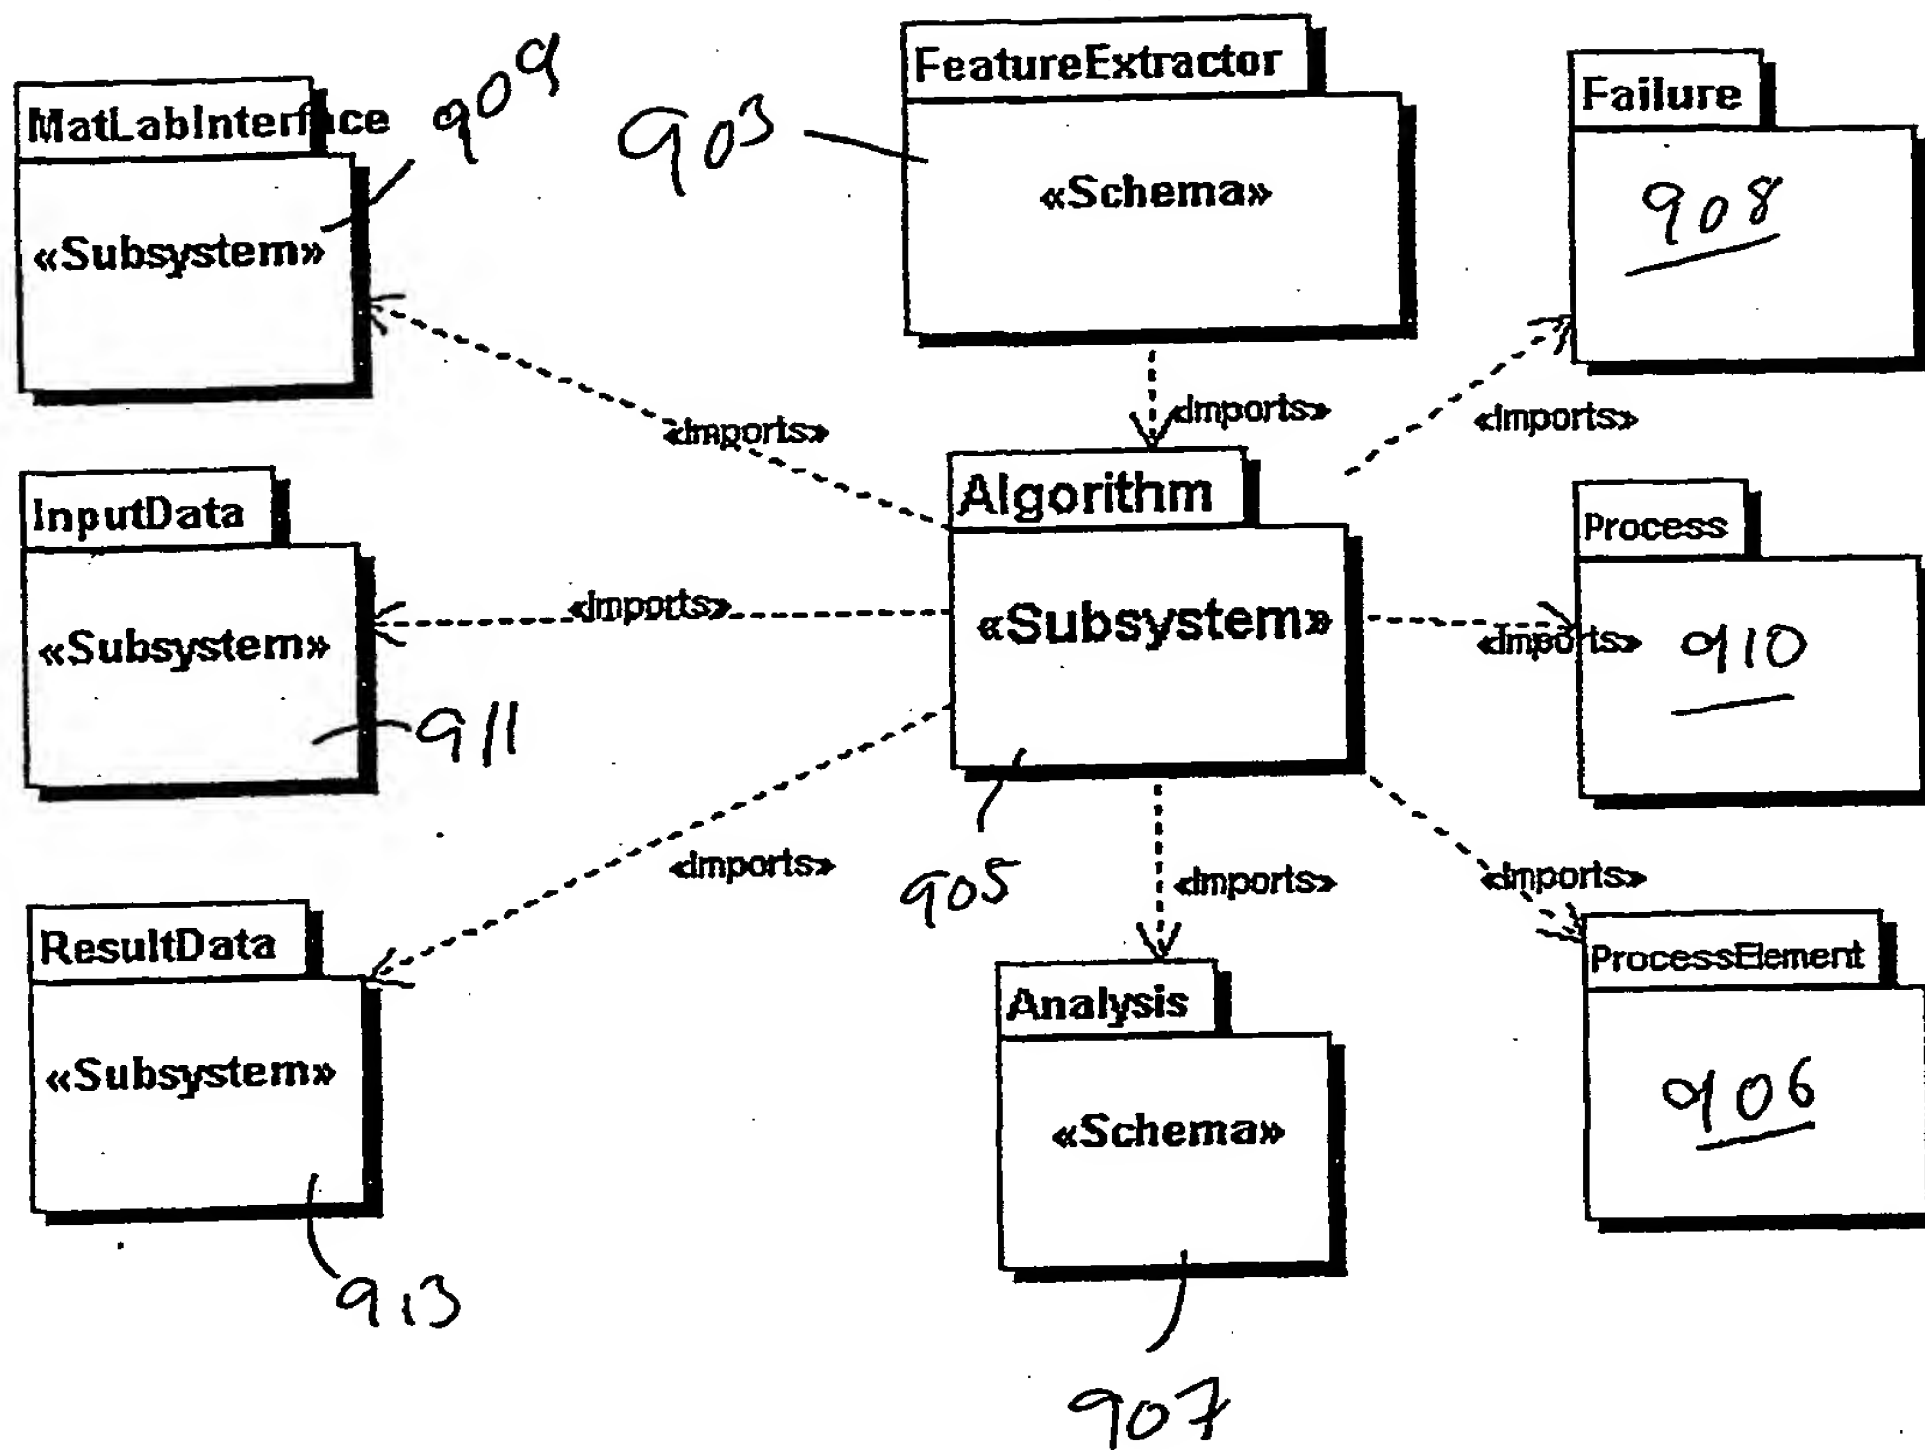 MatLabInterface
909
«Subsystem»
FeatureExtractor
903
«Schema»
Failure
908
«Imports»
«Imports»
«Imports»
InputData
«Subsystem»
911
«Imports»
Algorithm
«Subsystem»
905
Process
«Imports»
910
ResultData
«Subsystem»
913
«Imports»
«Imports»
«Imports»
Analysis
«Schema»
907
ProcessElement
906